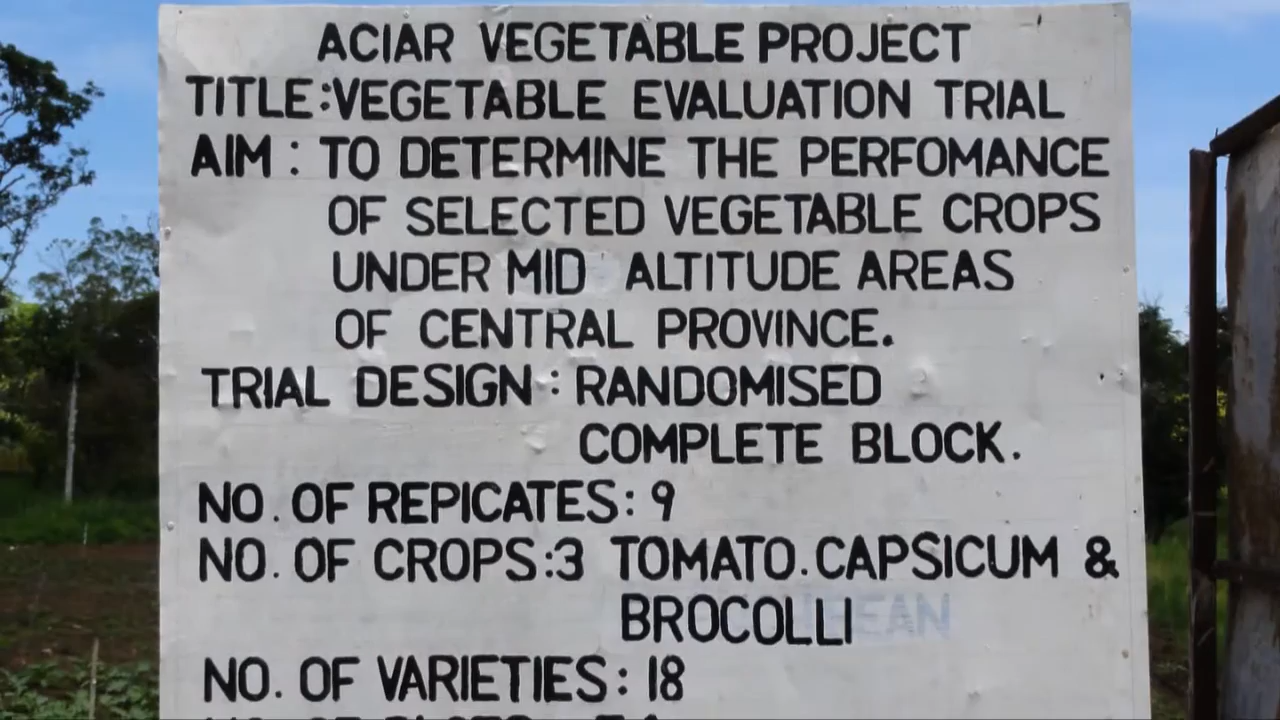 ACIAR VEGETABLE PROJECT
TITLE:VEGETABLE EVALUATION TRIAL
AIM : TO DETERMINE THE PERFOMANCE
OF SELECTED VEGETABLE CROPS
UNDER MID ALTITUDE AREAS
OF CENTRAL PROVINCE.
TRIAL DESIGN : RANDOMISED
COMPLETE BLOCK.
NO. OF REPICATES: 9
NO. OF CROPS:3 TOMATO.CAPSICUM &
BROCOLLI
NO. OF VARIETIES: 18